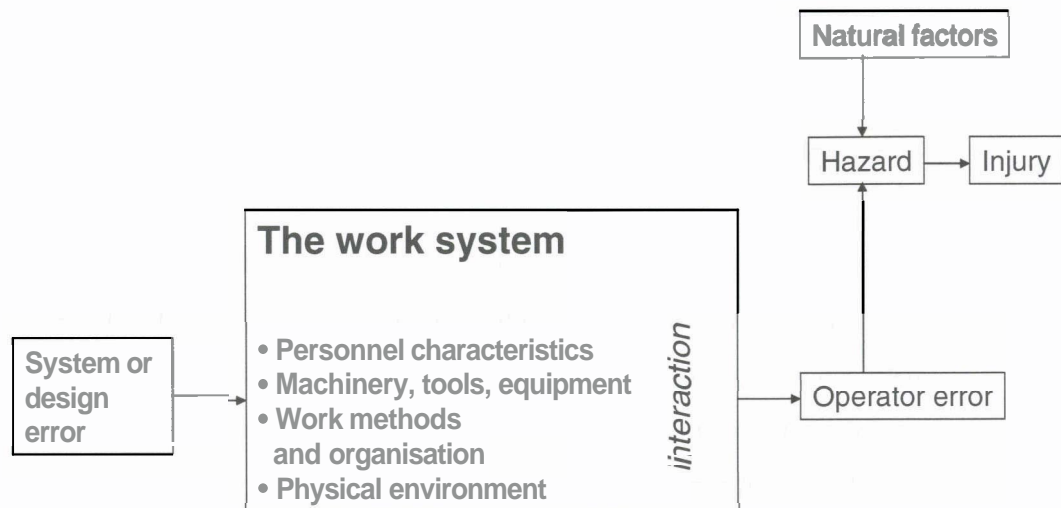 Natural factors
Hazard
Injury
The work system
System or
design
error
• Personnel characteristics
• Machinery, tools, equipment
• Work methods
and organisation
• Physical environment
interaction
Operator error